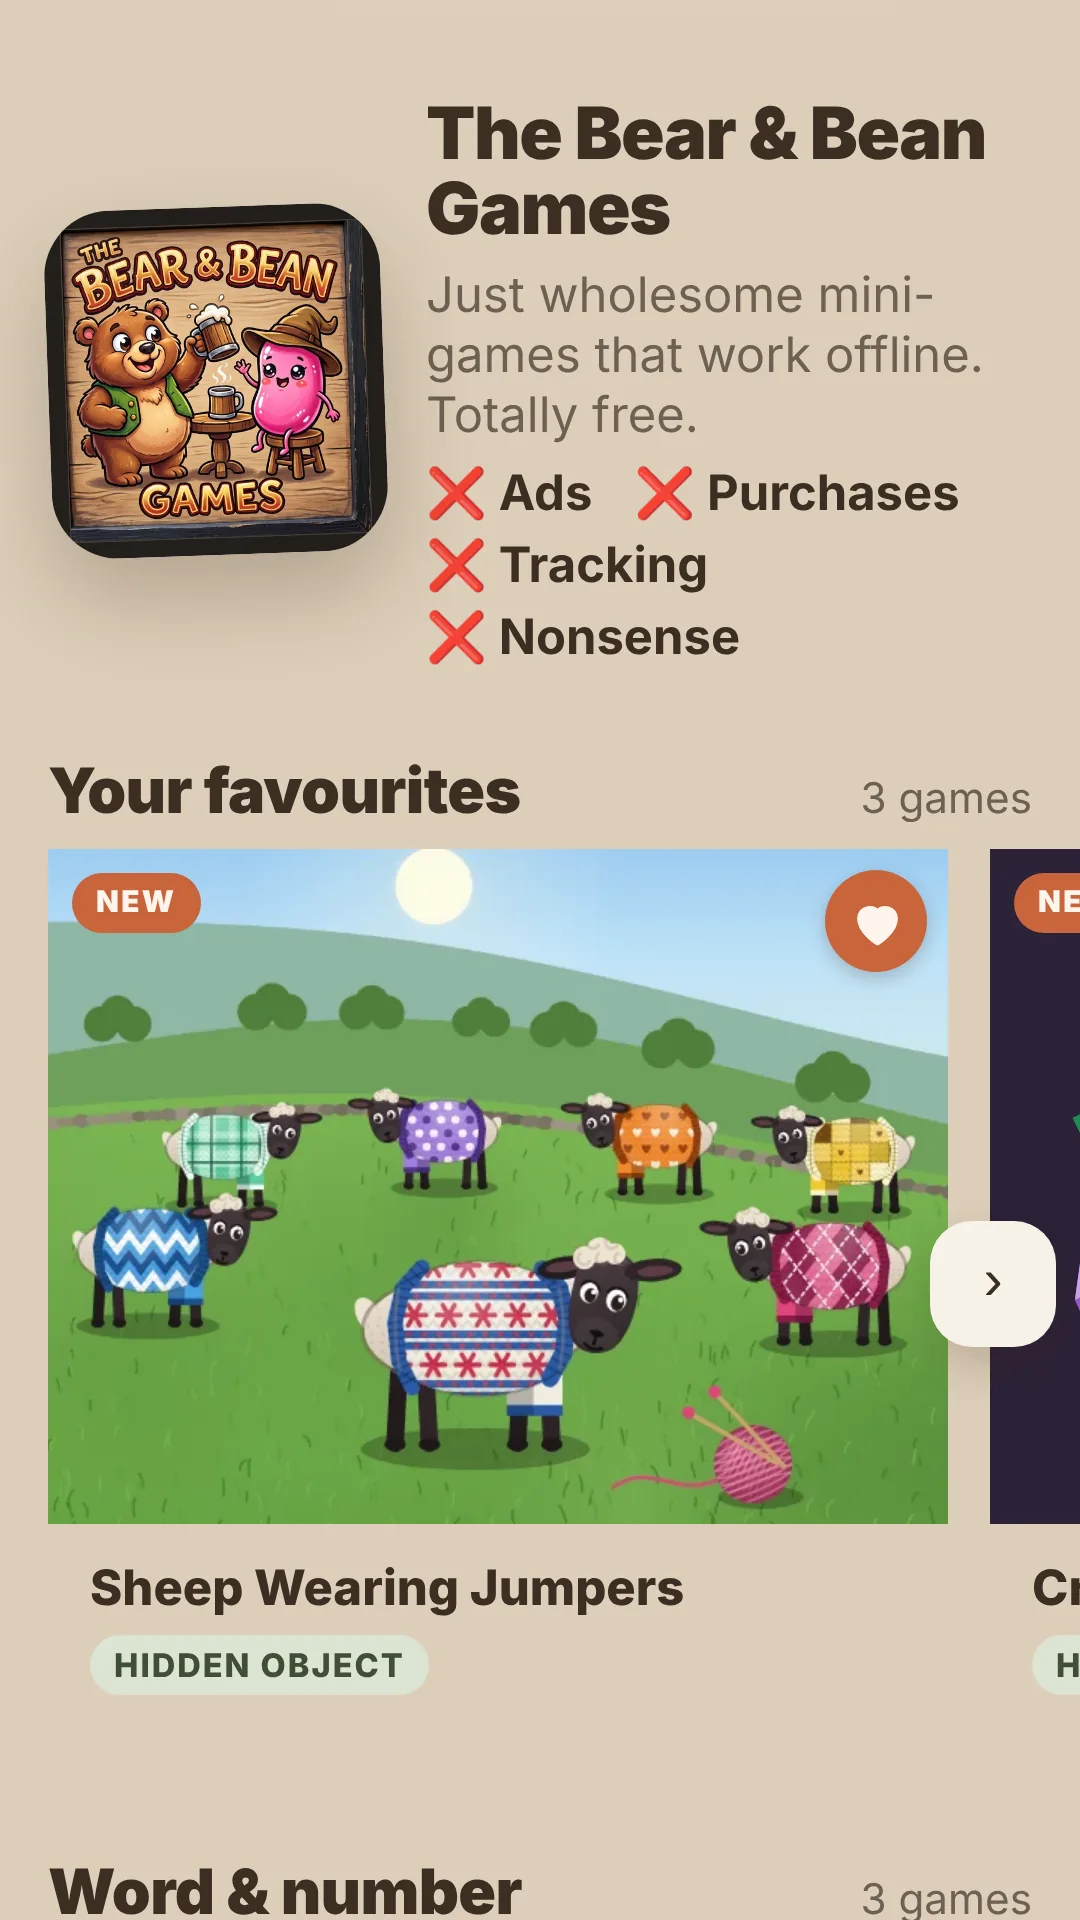 The Bear & Bean
Games
THE
BEAR & BEAN
GAMES
Just wholesome mini-
games that work offline.
Totally free.
❌ Ads ❌ Purchases
❌ Tracking
❌ Nonsense
Your favourites
3 games
NEW
NE
›
Sheep Wearing Jumpers
HIDDEN OBJECT
H
Word & number
3 games